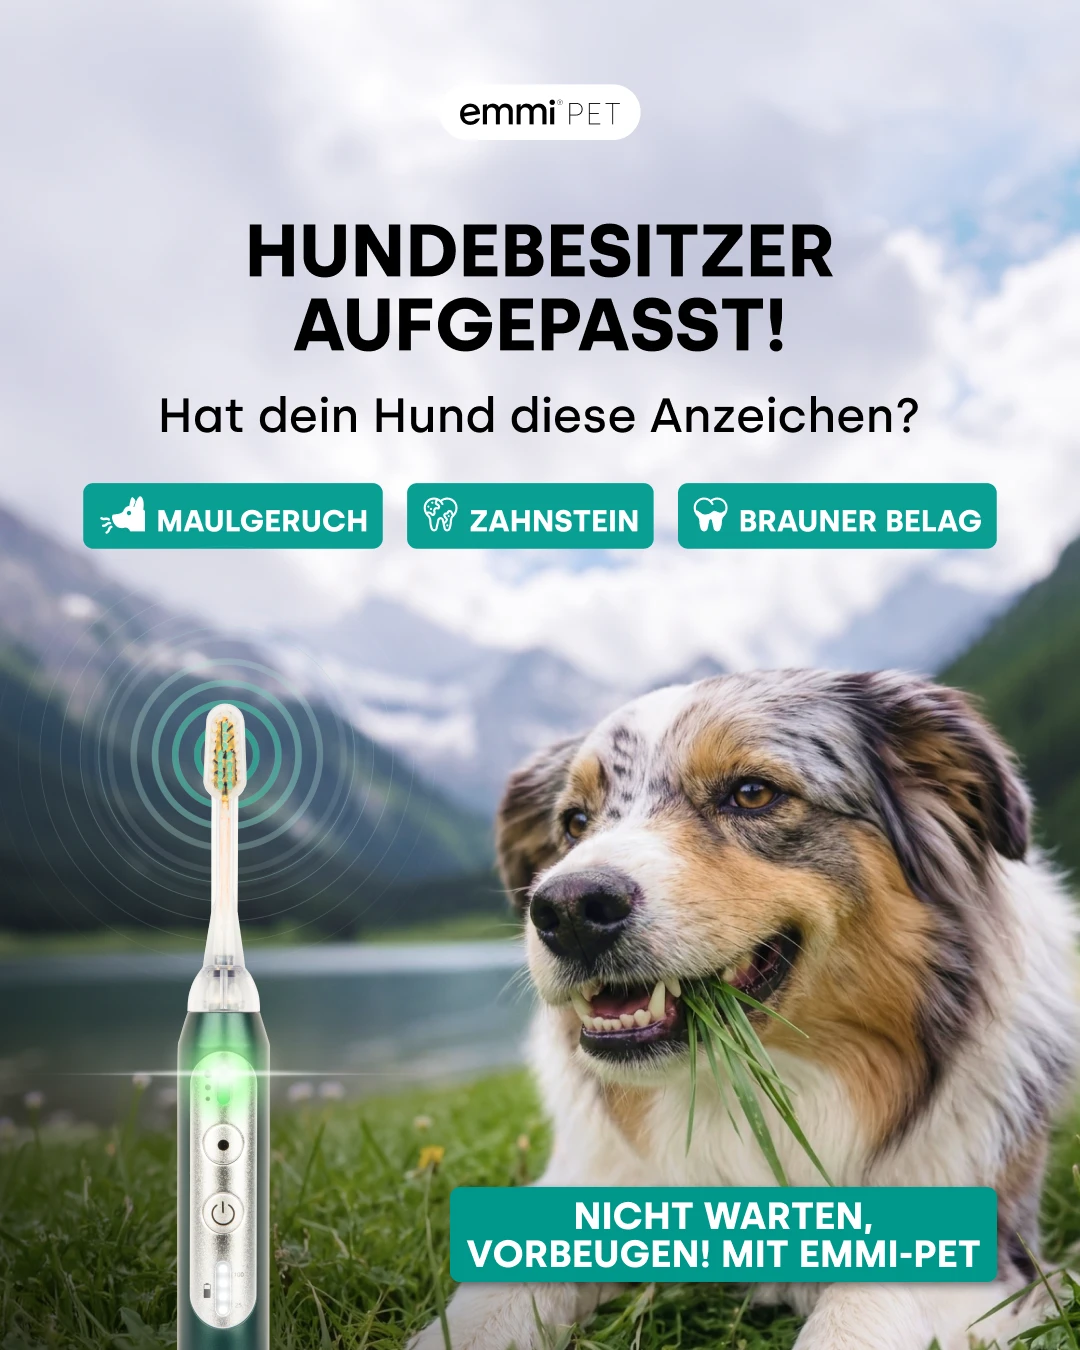 emmi® PET
HUNDEBESITZER
AUFGEPASST!
Hat dein Hund diese Anzeichen?
MAULGERUCH
ZAHNSTEIN
BRAUNER BELAG
NICHT WARTEN,
VORBEUGEN! MIT EMMI-PET